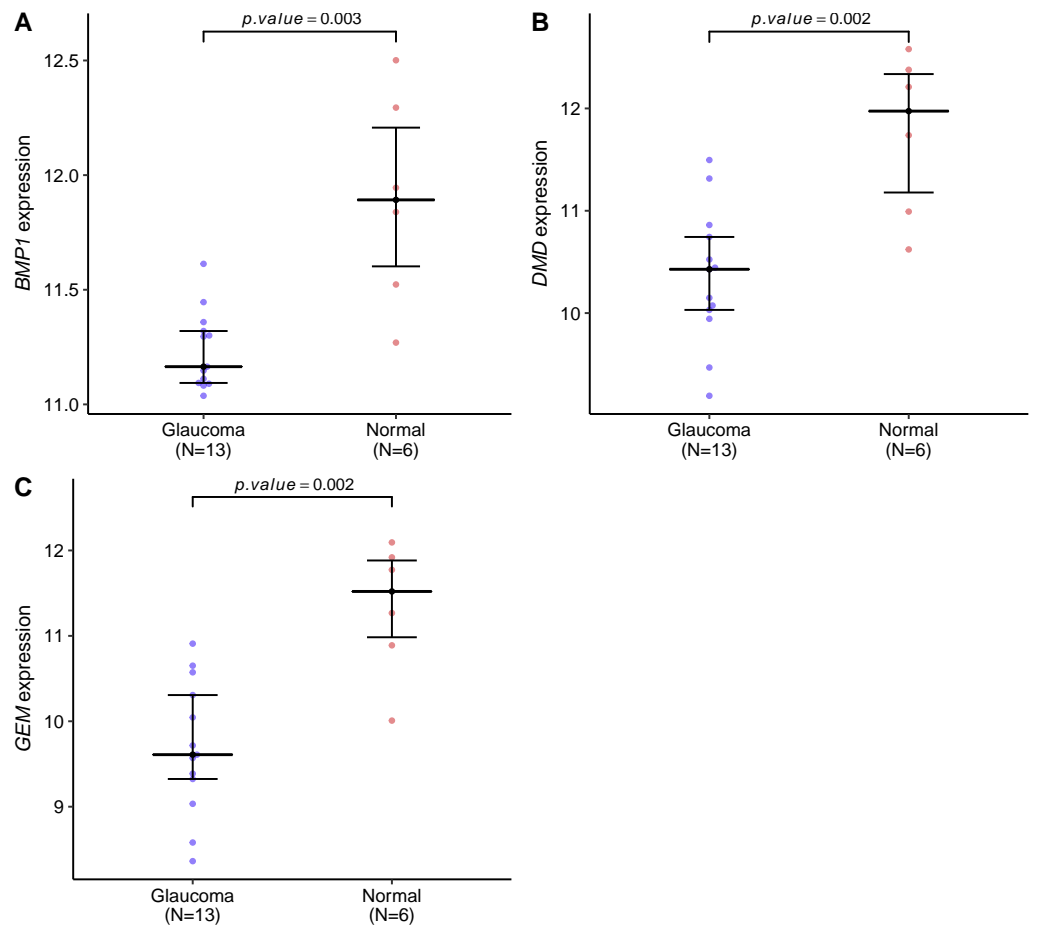 A
p.value = 0.003
BMP1 expression
12.5
12.0
11.5
11.0
Glaucoma
(N=13)
Normal
(N=6)
B
p.value = 0.002
DMD expression
12
11
10
Glaucoma
(N=13)
Normal
(N=6)
C
p.value = 0.002
GEM expression
12
11
10
9
Glaucoma
(N=13)
Normal
(N=6)